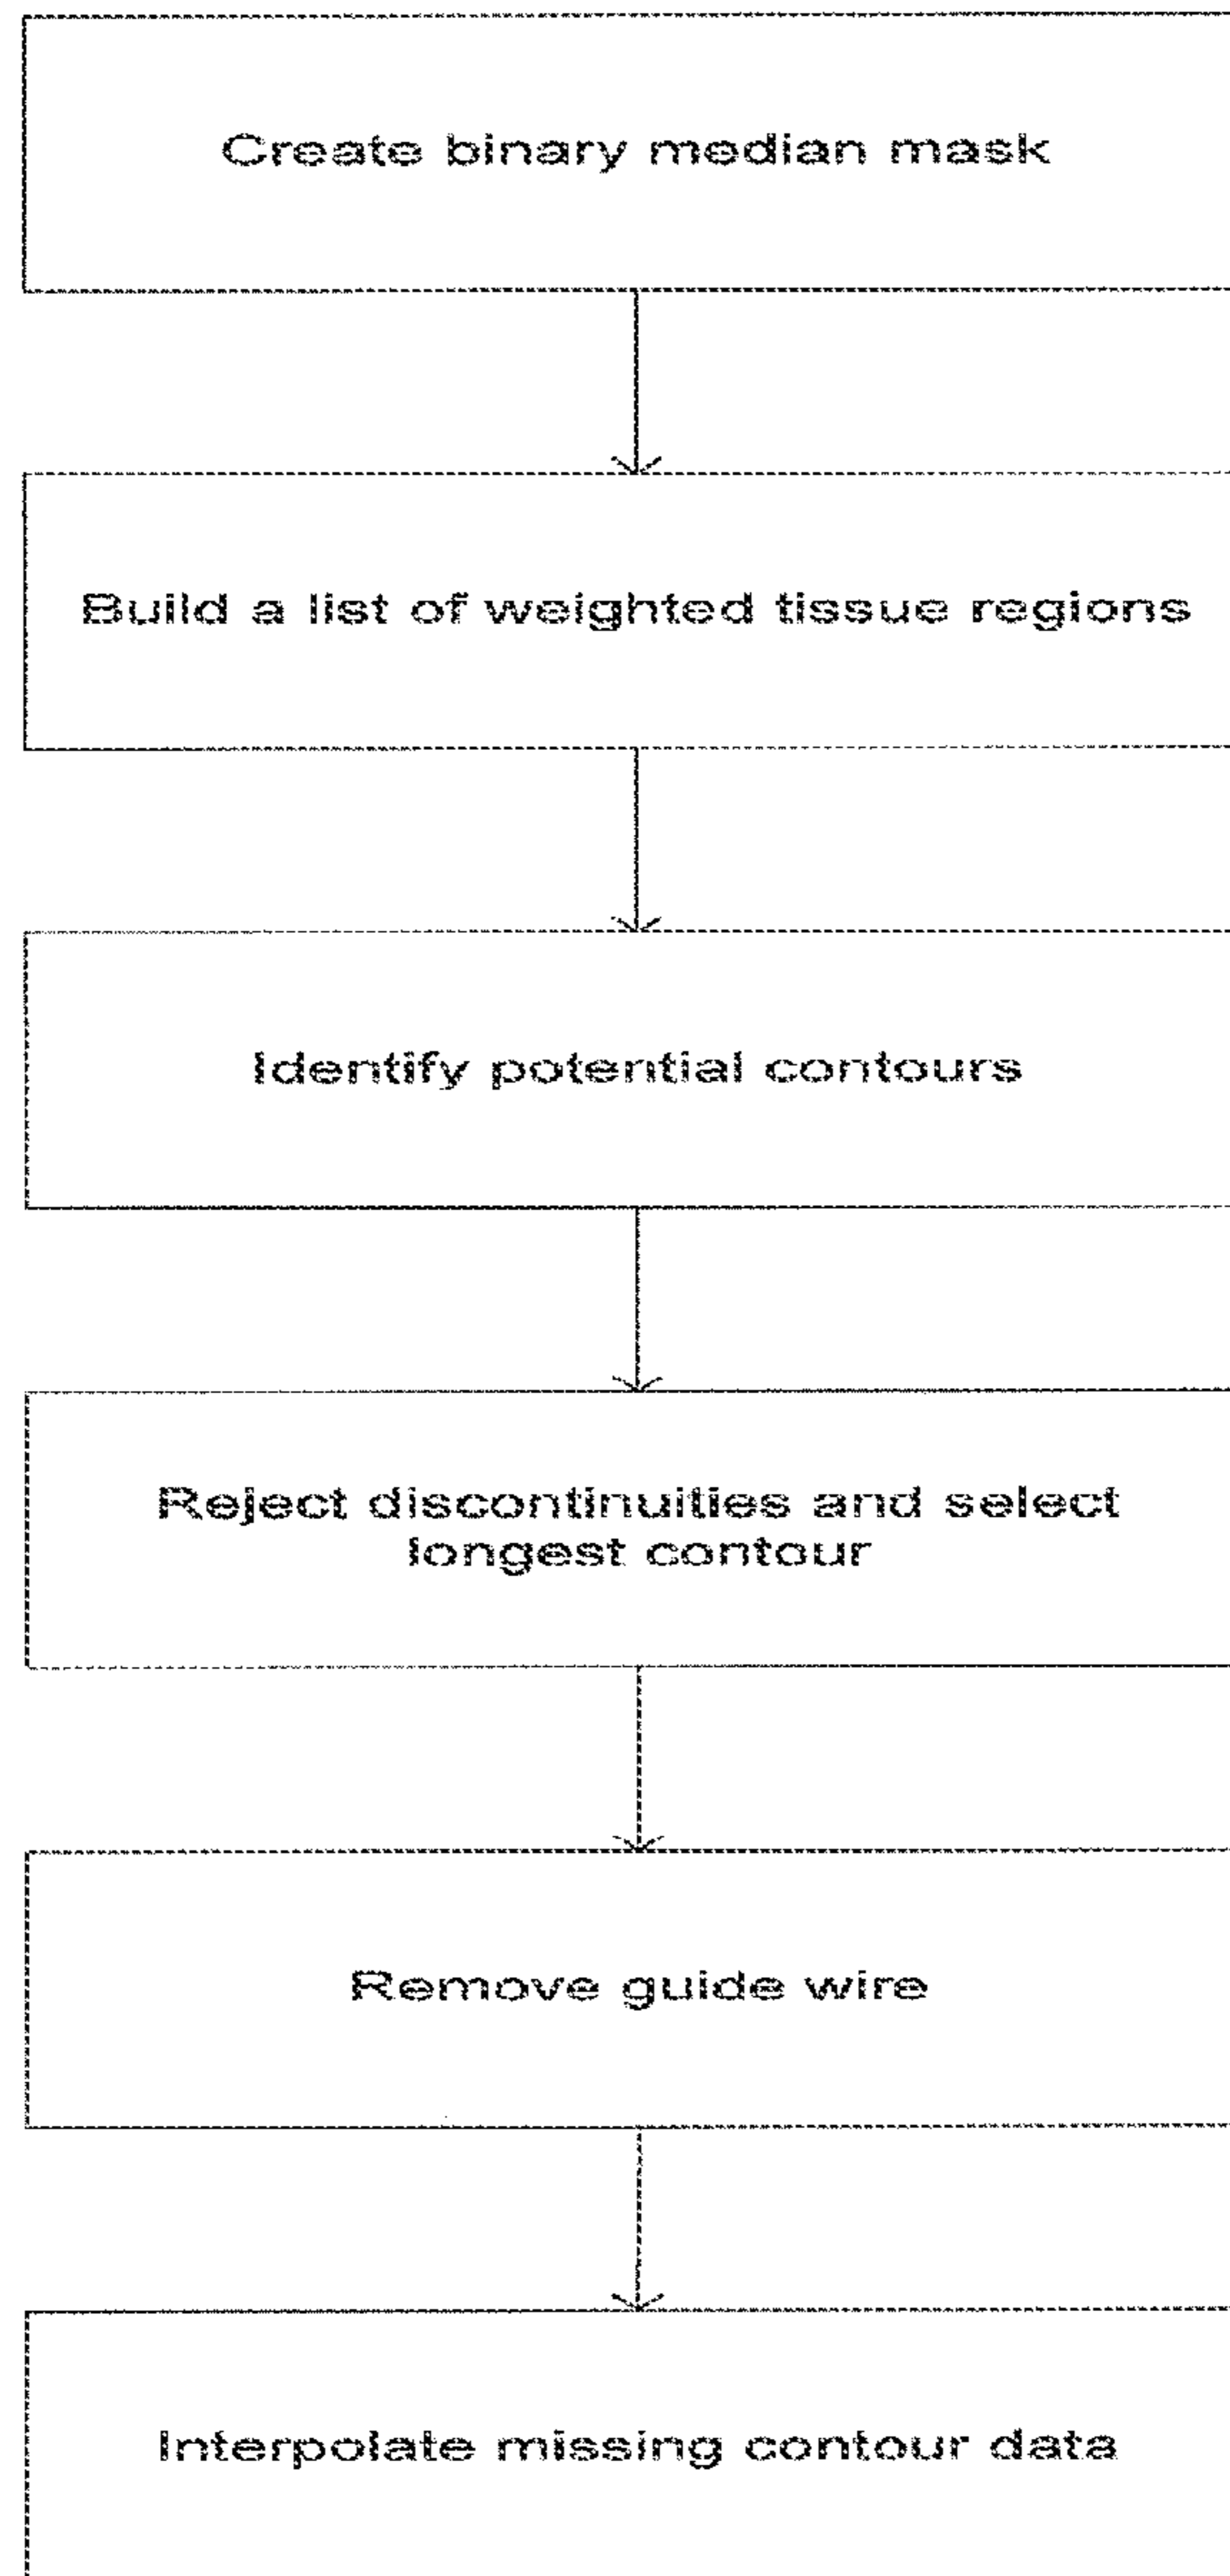 Create binary median mask
Build a list of weighted tissue regions
Identify potential contours
Reject discontinuities and select
longest contour
Remove guide wire
Interpolate missing contour data